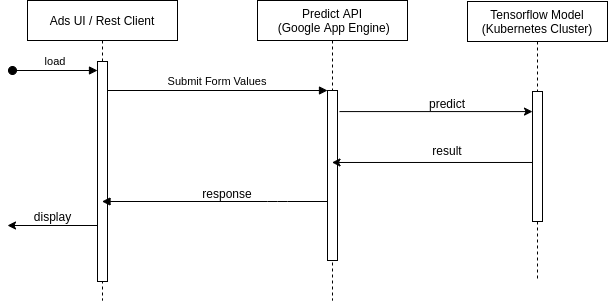 Ads UI / Rest Client
Predict API
(Google App Engine)
Tensorflow Model
(Kubernetes Cluster)
load
Submit Form Values
predict
result
response
display